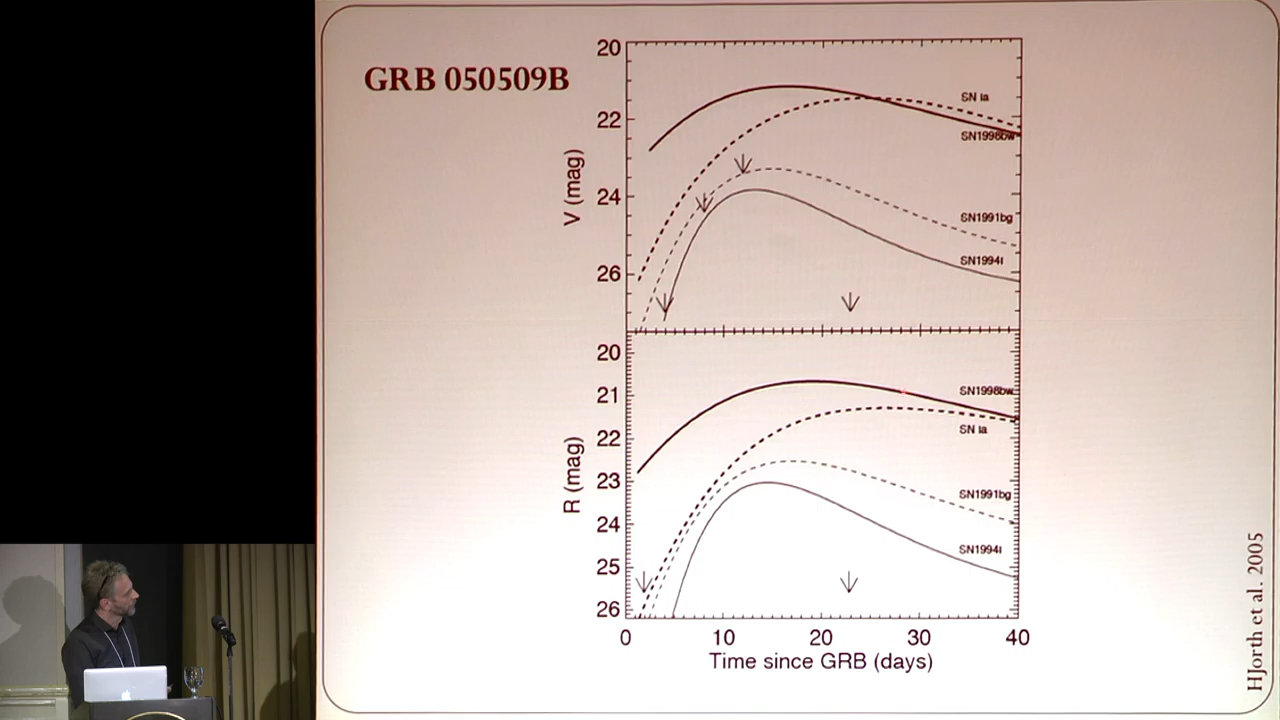 GRB 050509B
V (mag)
20
22
24
26
SN Ia
SN1998bw
SN1991bg
SN1994I
R (mag)
20
21
22
23
24
25
26
SN1998bw
SN Ia
SN1991bg
SN1994I
0
10
20
30
40
Time since GRB (days)
Hjorth et al. 2005